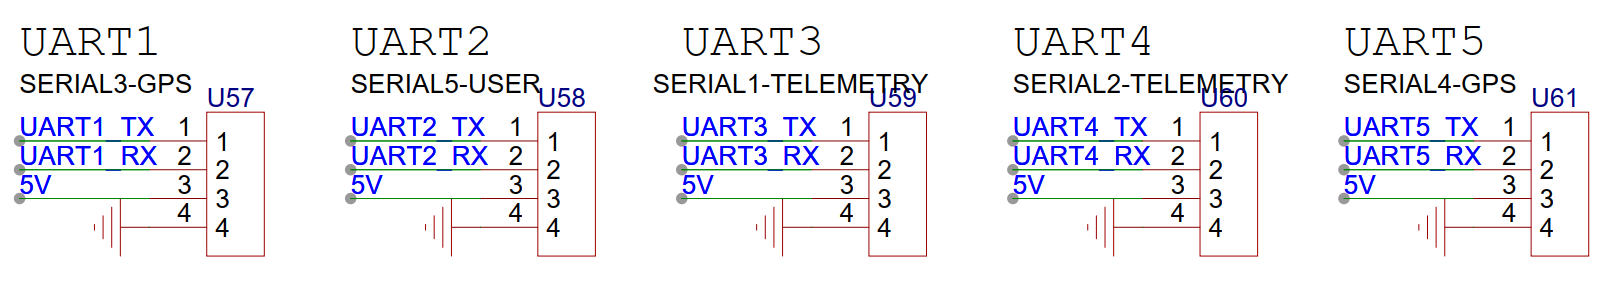 UART1
SERIAL3-GPS
U57
UART1_TX 1 1
UART1_RX 2 2
5V 3 3
4 4
UART2
SERIAL5-USER
U58
UART2_TX 1 1
UART2_RX 2 2
5V 3 3
4 4
UART3
SERIAL1-TELEMETRY
U59
UART3_TX 1 1
UART3_RX 2 2
5V 3 3
4 4
UART4
SERIAL2-TELEMETRY
U60
UART4_TX 1 1
UART4_RX 2 2
5V 3 3
4 4
UART5
SERIAL4-GPS
U61
UART5_TX 1 1
UART5_RX 2 2
5V 3 3
4 4